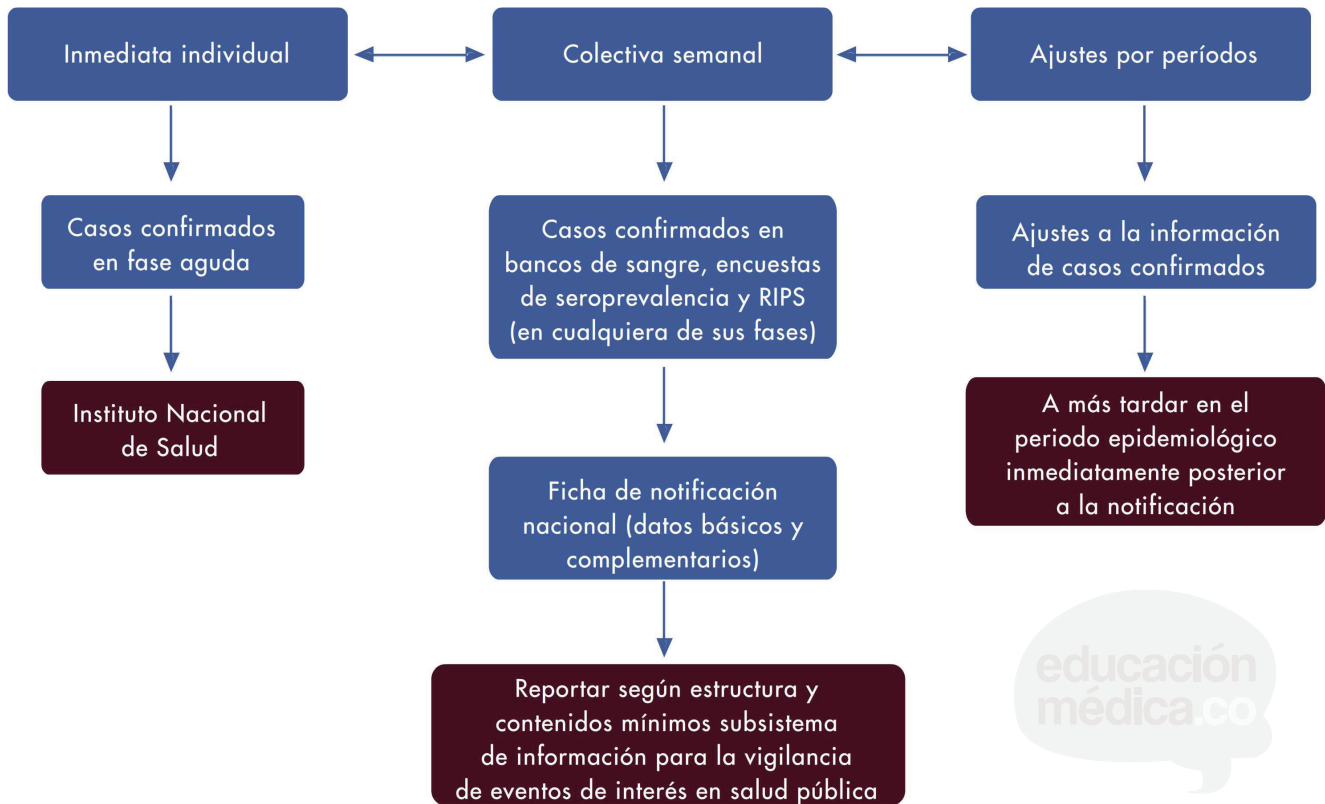 Inmediata individual
Colectiva semanal
Ajustes por períodos
Casos confirmados
en fase aguda
Casos confirmados en
bancos de sangre, encuestas
de seroprevalencia y RIPS
(en cualquiera de sus fases)
Ajustes a la información
de casos confirmados
Instituto Nacional
de Salud
A más tardar en el
periodo epidemiológico
inmediatamente posterior
a la notificación
Ficha de notificación
nacional (datos básicos y
complementarios)
Reportar según estructura y
contenidos mínimos subsistema
de información para la vigilancia
de eventos de interés en salud pública
educación
médica.co